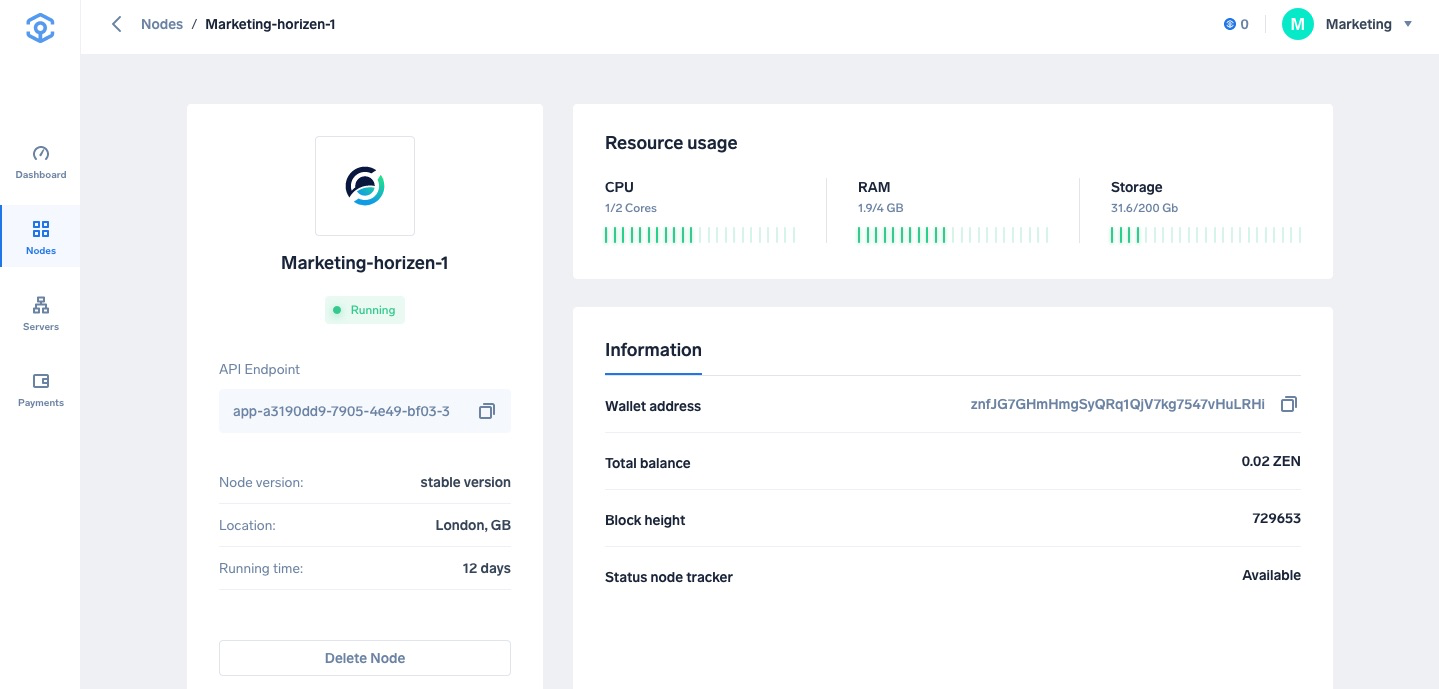 Nodes / Marketing-horizen-1
0
M
Marketing
Dashboard
Nodes
Servers
Payments
Marketing-horizen-1
Running
API Endpoint
app-a3190dd9-7905-4e49-bf03-3
Node version: stable version
Location: London, GB
Running time: 12 days
Delete Node
Resource usage
CPU
1/2 Cores
RAM
1.9/4 GB
Storage
31.6/200 Gb
Information
Wallet address znfJG7GHmHmgSyQRq1QjV7kg7547vHuLRHi
Total balance 0.02 ZEN
Block height 729653
Status node tracker Available